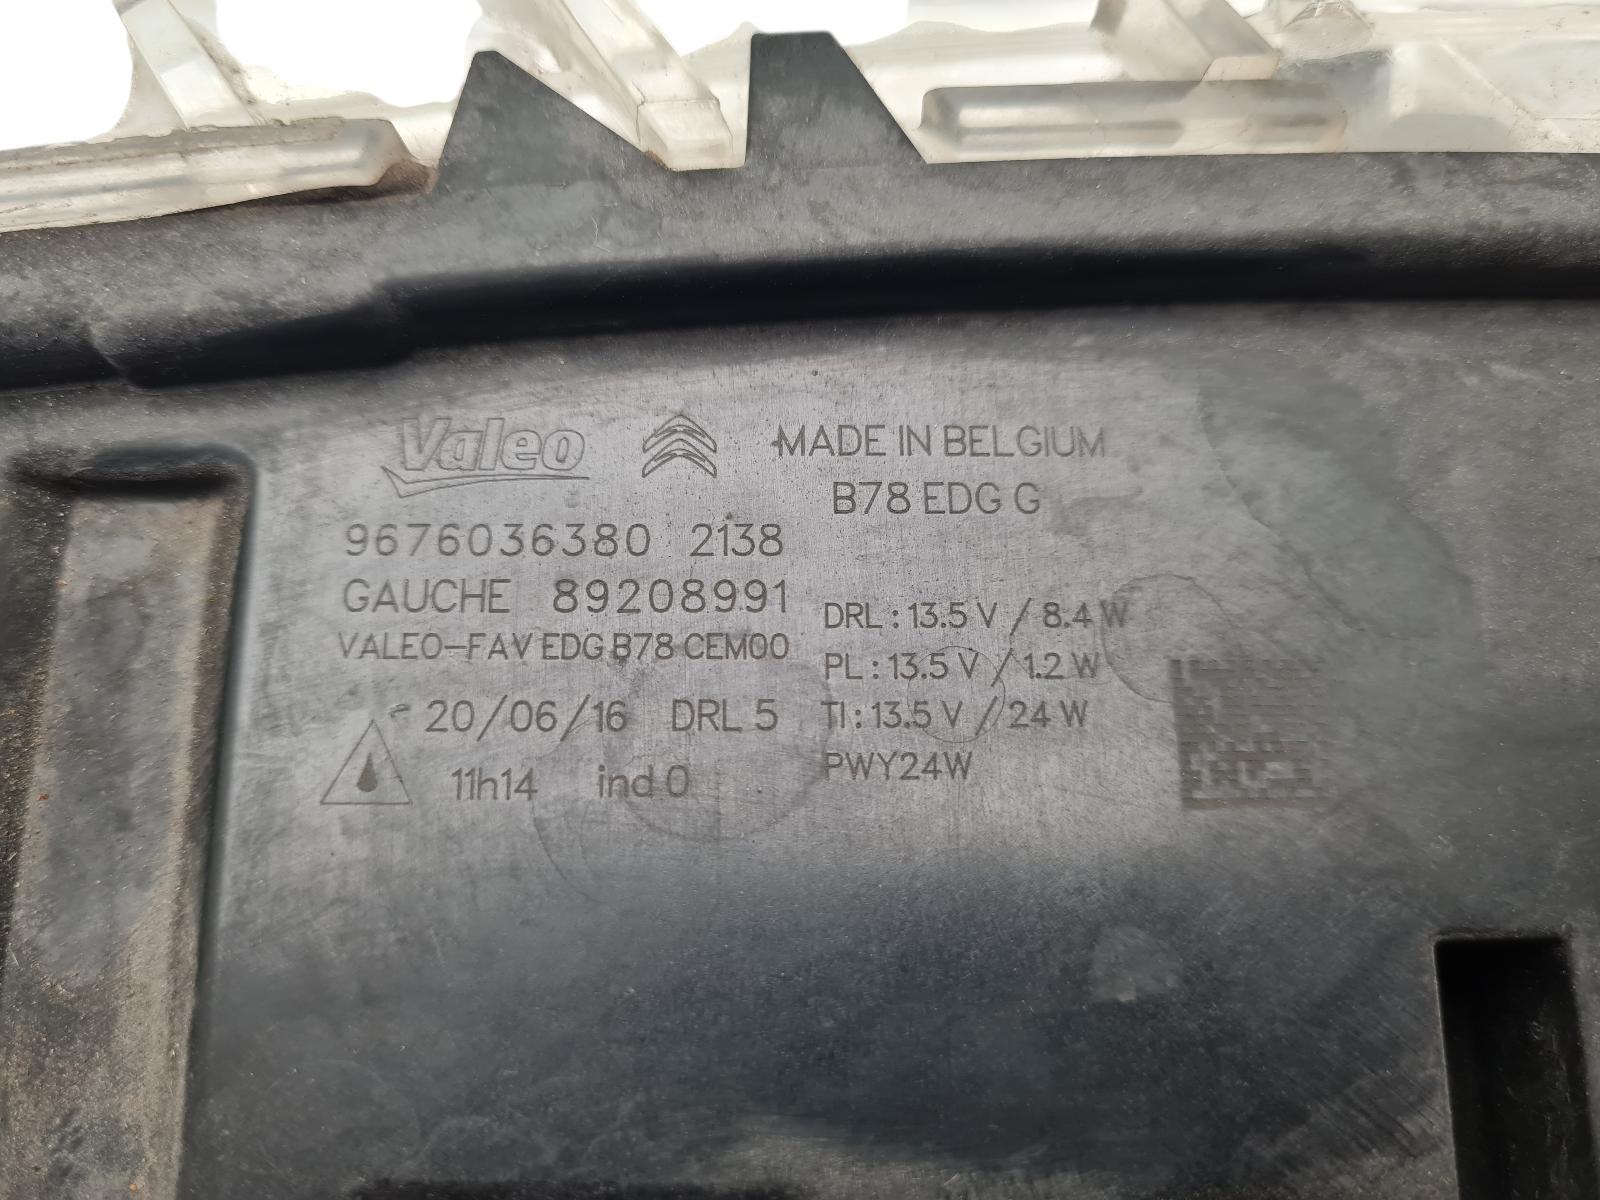 Valeo MADE IN BELGIUM
B78 EDG G
9676036380 2138
GAUCHE 89208991
VALEO-FAV EDG B78 CEM00
20/06/16 DRL 5
11h14 ind 0
DRL : 13.5 V / 8.4 W
PL : 13.5 V / 1.2 W
TI : 13.5 V / 24 W
PWY24W